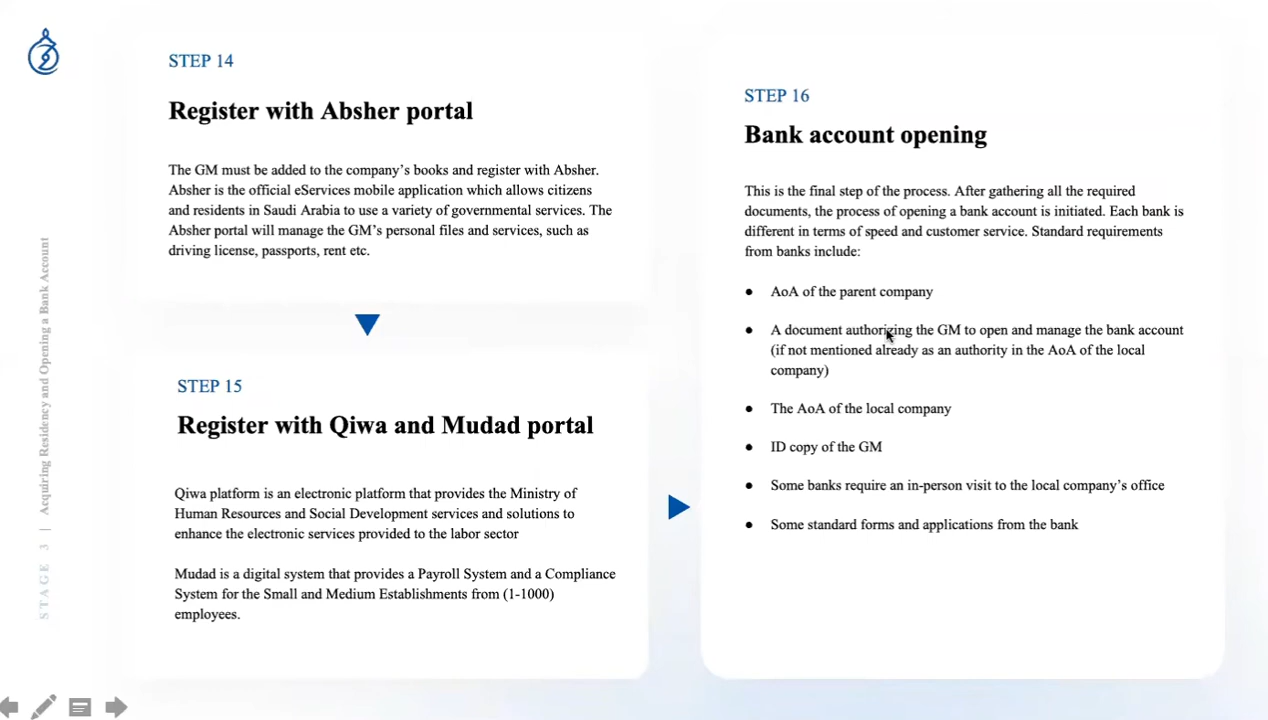 STEP 14
Register with Absher portal
The GM must be added to the company's books and register with Absher.
Absher is the official eServices mobile application which allows citizens
and residents in Saudi Arabia to use a variety of governmental services. The
Absher portal will manage the GM's personal files and services, such as
driving license, passports, rent etc.
STEP 15
Register with Qiwa and Mudad portal
Qiwa platform is an electronic platform that provides the Ministry of
Human Resources and Social Development services and solutions to
enhance the electronic services provided to the labor sector
Mudad is a digital system that provides a Payroll System and a Compliance
System for the Small and Medium Establishments from (1-1000)
employees.
STEP 16
Bank account opening
This is the final step of the process. After gathering all the required
documents, the process of opening a bank account is initiated. Each bank is
different in terms of speed and customer service. Standard requirements
from banks include:
● AoA of the parent company
● A document authorizing the GM to open and manage the bank account
(if not mentioned already as an authority in the AoA of the local
company)
● The AoA of the local company
● ID copy of the GM
● Some banks require an in-person visit to the local company's office
● Some standard forms and applications from the bank
STAGE 3 | Acquiring Residency and Opening a Bank Account